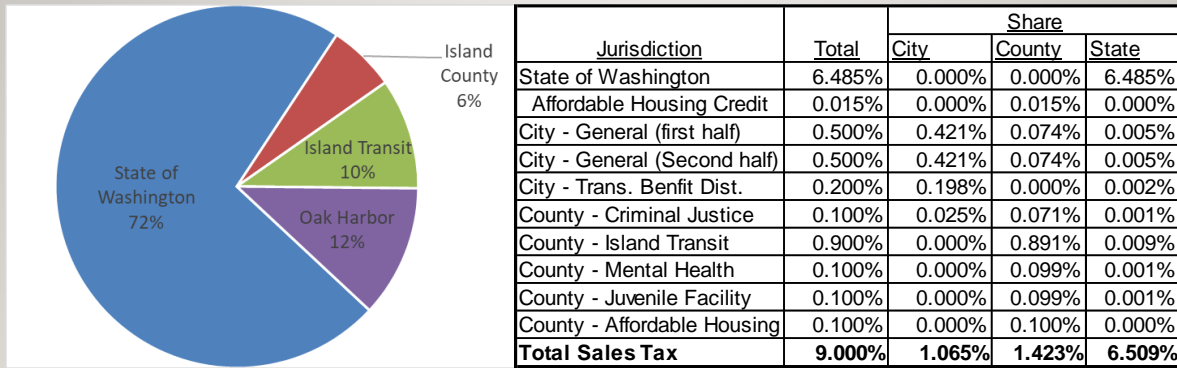 Island
County
6%
Island Transit
10%
State of
Washington
72%
Oak Harbor
12%
Share
Jurisdiction Total City County State
State of Washington 6.485% 0.000% 0.000% 6.485%
Affordable Housing Credit 0.015% 0.000% 0.015% 0.000%
City - General (first half) 0.500% 0.421% 0.074% 0.005%
City - General (Second half) 0.500% 0.421% 0.074% 0.005%
City - Trans. Benfit Dist. 0.200% 0.198% 0.000% 0.002%
County - Criminal Justice 0.100% 0.025% 0.071% 0.001%
County - Island Transit 0.900% 0.000% 0.891% 0.009%
County - Mental Health 0.100% 0.000% 0.099% 0.001%
County - Juvenile Facility 0.100% 0.000% 0.099% 0.001%
County - Affordable Housing 0.100% 0.000% 0.100% 0.000%
Total Sales Tax 9.000% 1.065% 1.423% 6.509%